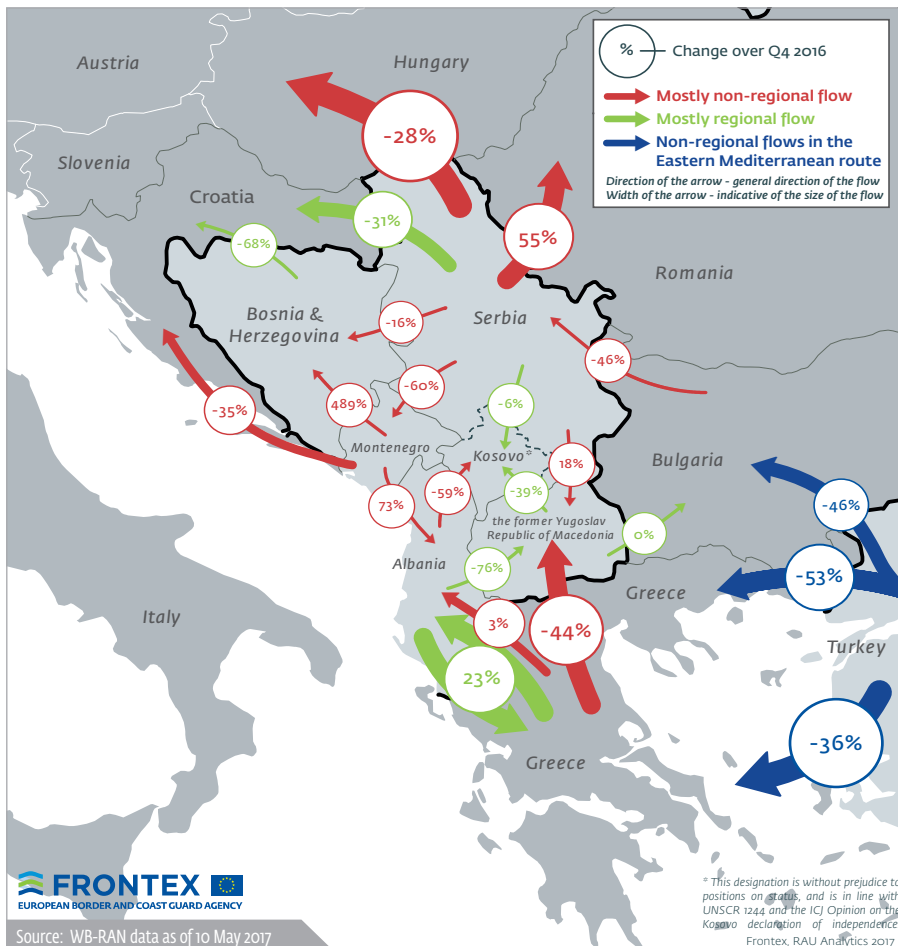 Austria
Hungary
% Change over Q4 2016
Mostly non-regional flow
Mostly regional flow
Non-regional flows in the
Eastern Mediterranean route
Direction of the arrow - general direction of the flow
Width of the arrow - indicative of the size of the flow
-28%
Slovenia
Croatia
-31%
-68%
55%
Romania
Bosnia &
Herzegovina
-16%
Serbia
-46%
-60%
-35%
489%
-6%
Montenegro
Kosovo*
18%
Bulgaria
73%
-59%
-39%
-46%
the former Yugoslav
Republic of Macedonia
0%
Albania
-76%
-53%
Greece
Italy
3%
-44%
Turkey
23%
-36%
Greece
FRONTEX
EUROPEAN BORDER AND COAST GUARD AGENCY
* This designation is without prejudice to
positions on status, and is in line with
UNSCR 1244 and the ICJ Opinion on the
Kosovo declaration of independence
Source: WB-RAN data as of 10 May 2017
Frontex, RAU Analytics 2017